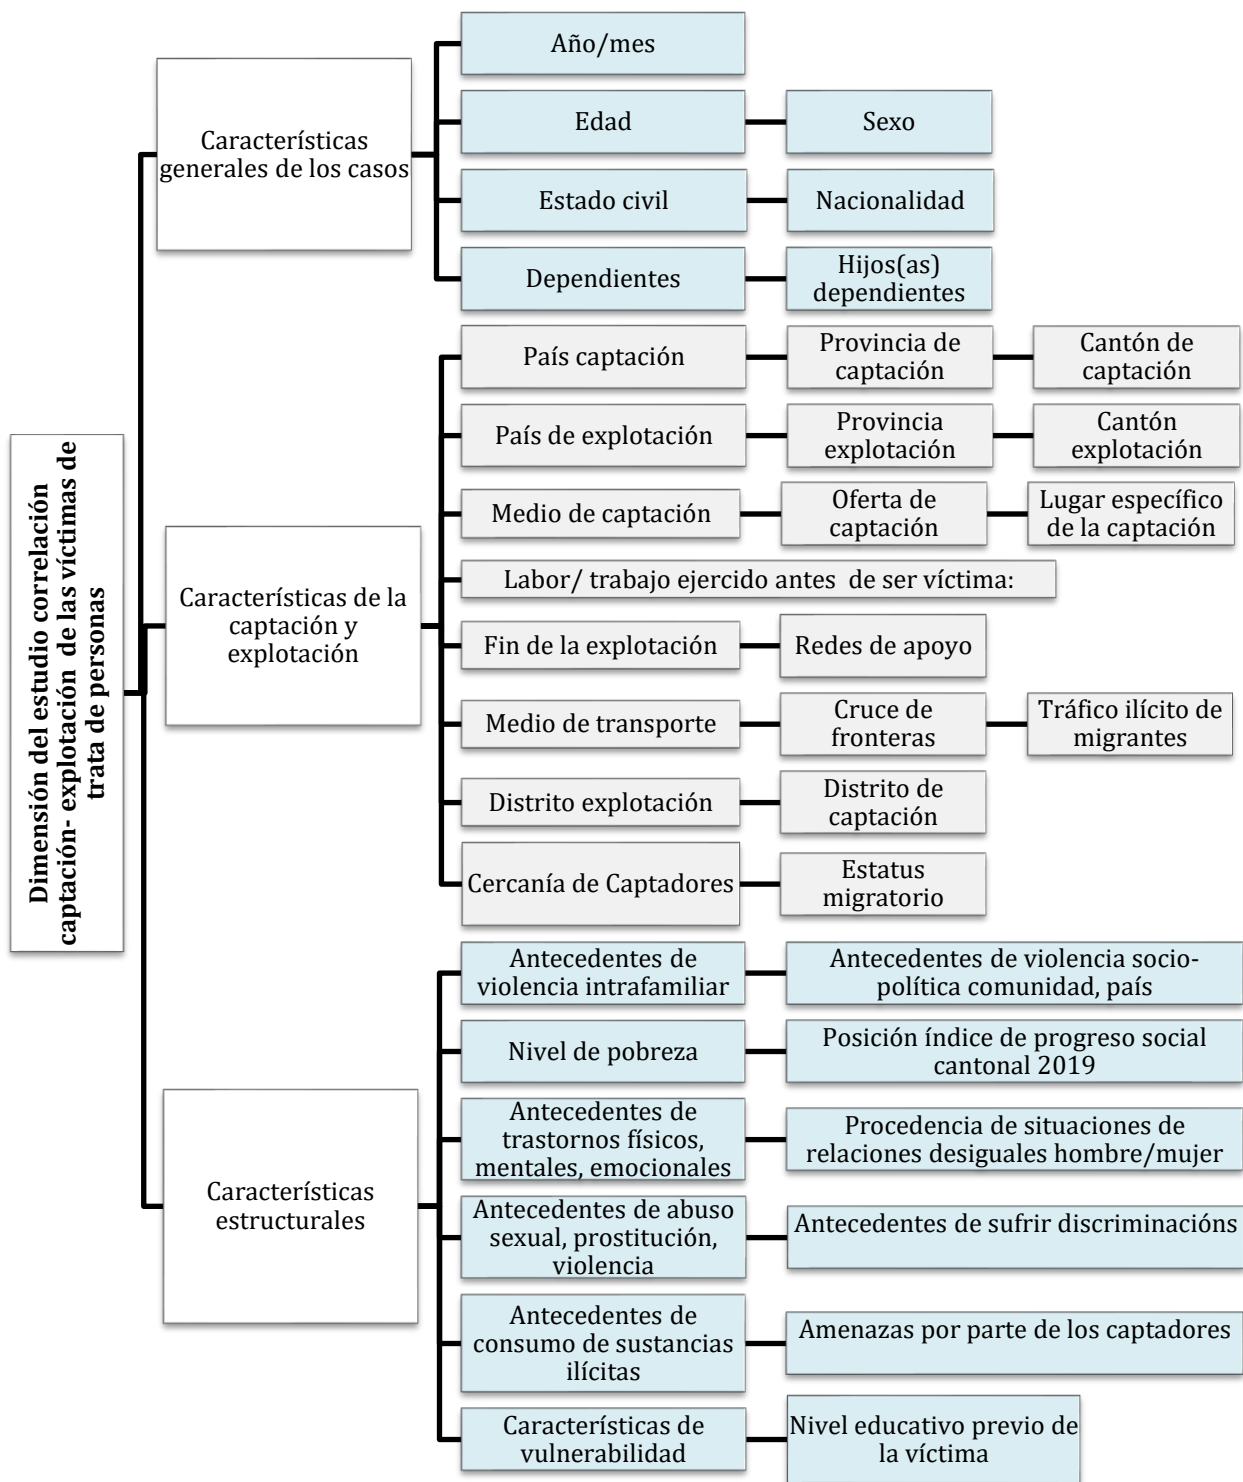 Dimensión del estudio correlación
captación- explotación de las víctimas de
trata de personas
Características
generales de los casos
Año/mes
Edad
Sexo
Estado civil
Nacionalidad
Dependientes
Hijos(as)
dependientes
Características de la
captación y
explotación
País captación
Provincia de
captación
Cantón de
captación
País de explotación
Provincia
explotación
Cantón
explotación
Medio de captación
Oferta de
captación
Lugar específico
de la captación
Labor/ trabajo ejercido antes  de ser víctima:
Fin de la explotación
Redes de apoyo
Medio de transporte
Cruce de
fronteras
Tráfico ilícito de
migrantes
Distrito explotación
Distrito de
captación
Cercanía de Captadores
Estatus
migratorio
Características
estructurales
Antecedentes de
violencia intrafamiliar
Antecedentes de violencia socio-
política comunidad, país
Nivel de pobreza
Posición índice de progreso social
cantonal 2019
Antecedentes de
trastornos físicos,
mentales, emocionales
Procedencia de situaciones de
relaciones desiguales hombre/mujer
Antecedentes de abuso
sexual, prostitución,
violencia
Antecedentes de sufrir discriminacións
Antecedentes de
consumo de sustancias
ilícitas
Amenazas por parte de los captadores
Características de
vulnerabilidad
Nivel educativo previo de
la víctima